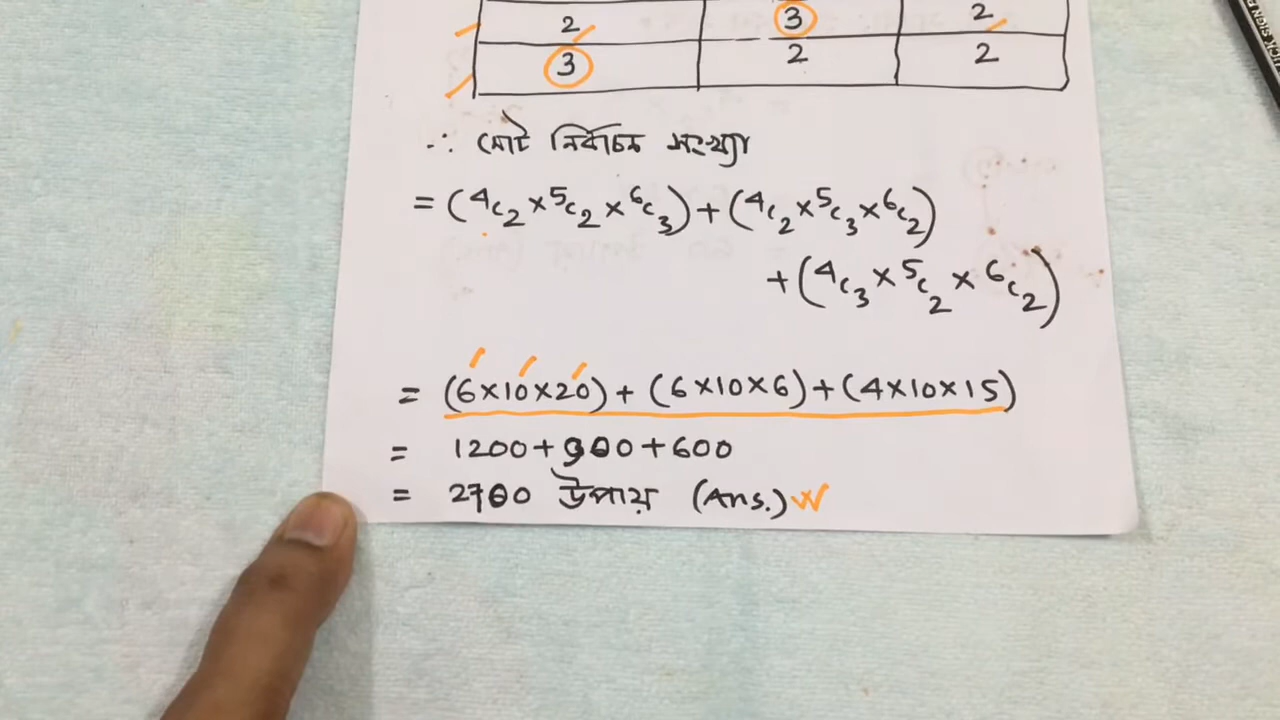 2 3 2
3 2 2
∴ মোট নির্বাচন সংখ্যা
= (⁴C₂ × ⁵C₂ × ⁶C₃) + (⁴C₂ × ⁵C₃ × ⁶C₂)
+ (⁴C₃ × ⁵C₂ × ⁶C₂)
= (6×10×20) + (6×10×6) + (4×10×15)
= 1200 + 900 + 600
= 2700 উপায় (Ans.)